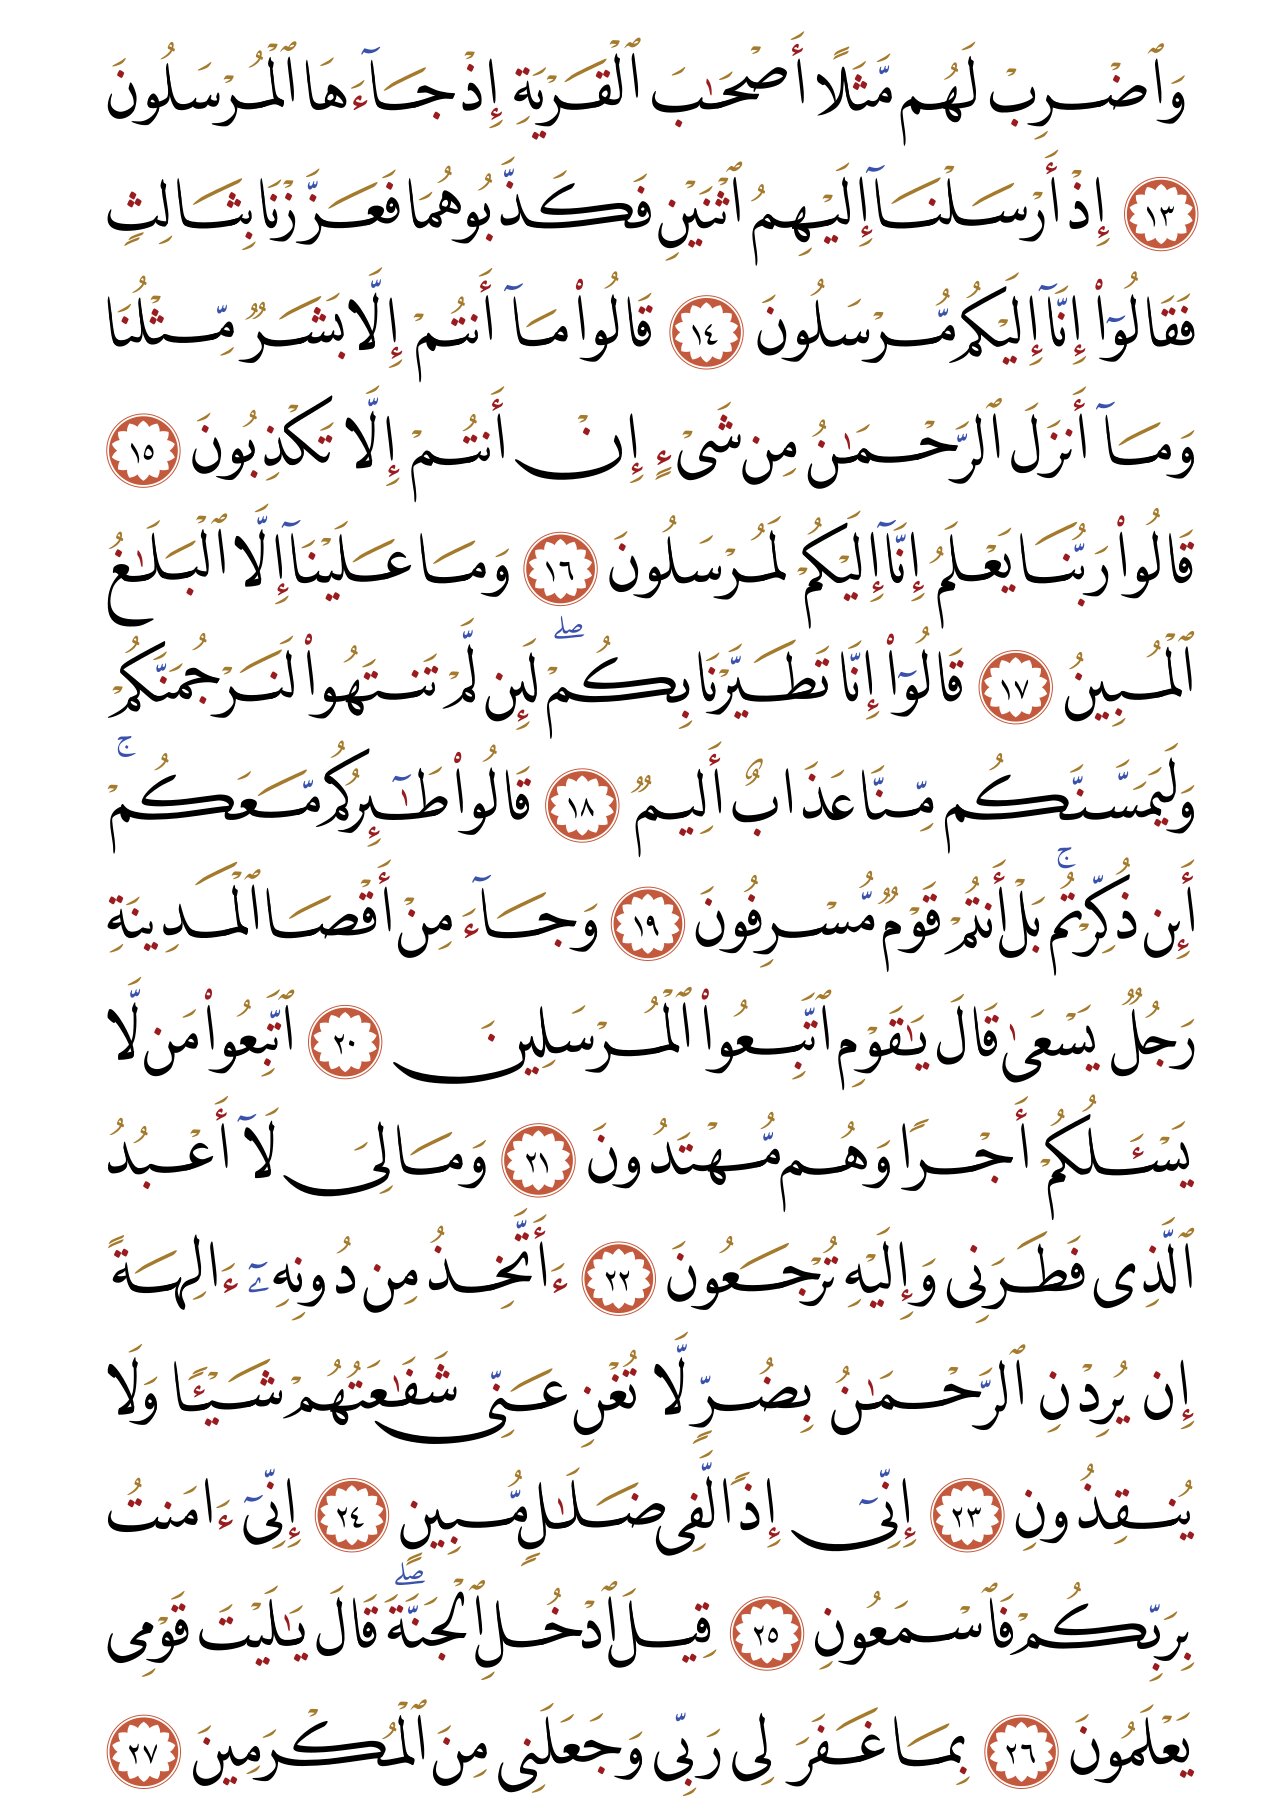 وَٱضْرِبْ لَهُم مَّثَلًا أَصْحَـٰبَ ٱلْقَرْيَةِ إِذْ جَآءَهَا ٱلْمُرْسَلُونَ
١٣ إِذْ أَرْسَلْنَآ إِلَيْهِمُ ٱثْنَيْنِ فَكَذَّبُوهُمَا فَعَزَّزْنَا بِثَالِثٍ
فَقَالُوٓا۟ إِنَّآ إِلَيْكُم مُّرْسَلُونَ ١٤ قَالُوا۟ مَآ أَنتُمْ إِلَّا بَشَرٌ مِّثْلُنَا
وَمَآ أَنزَلَ ٱلرَّحْمَـٰنُ مِن شَىْءٍ إِنْ أَنتُمْ إِلَّا تَكْذِبُونَ ١٥
قَالُوا۟ رَبُّنَا يَعْلَمُ إِنَّآ إِلَيْكُمْ لَمُرْسَلُونَ ١٦ وَمَا عَلَيْنَآ إِلَّا ٱلْبَلَـٰغُ
ٱلْمُبِينُ ١٧ قَالُوٓا۟ إِنَّا تَطَيَّرْنَا بِكُمْ ۖ لَئِن لَّمْ تَنتَهُوا۟ لَنَرْجُمَنَّكُمْ
وَلَيَمَسَّنَّكُم مِّنَّا عَذَابٌ أَلِيمٌ ١٨ قَالُوا۟ طَـٰٓئِرُكُم مَّعَكُمْ ۚ
أَئِن ذُكِّرْتُم ۚ بَلْ أَنتُمْ قَوْمٌ مُّسْرِفُونَ ١٩ وَجَآءَ مِنْ أَقْصَا ٱلْمَدِينَةِ
رَجُلٌ يَسْعَىٰ قَالَ يَـٰقَوْمِ ٱتَّبِعُوا۟ ٱلْمُرْسَلِينَ ٢٠ ٱتَّبِعُوا۟ مَن لَّا
يَسْـَٔلُكُمْ أَجْرًا وَهُم مُّهْتَدُونَ ٢١ وَمَا لِىَ لَآ أَعْبُدُ
ٱلَّذِى فَطَرَنِى وَإِلَيْهِ تُرْجَعُونَ ٢٢ ءَأَتَّخِذُ مِن دُونِهِۦٓ ءَالِهَةً
إِن يُرِدْنِ ٱلرَّحْمَـٰنُ بِضُرٍّ لَّا تُغْنِ عَنِّى شَفَـٰعَتُهُمْ شَيْـًٔا وَلَا
يُنقِذُونِ ٢٣ إِنِّىٓ إِذًا لَّفِى ضَلَـٰلٍ مُّبِينٍ ٢٤ إِنِّىٓ ءَامَنتُ
بِرَبِّكُمْ فَٱسْمَعُونِ ٢٥ قِيلَ ٱدْخُلِ ٱلْجَنَّةَ ۖ قَالَ يَـٰلَيْتَ قَوْمِى
يَعْلَمُونَ ٢٦ بِمَا غَفَرَ لِى رَبِّى وَجَعَلَنِى مِنَ ٱلْمُكْرَمِينَ ٢٧